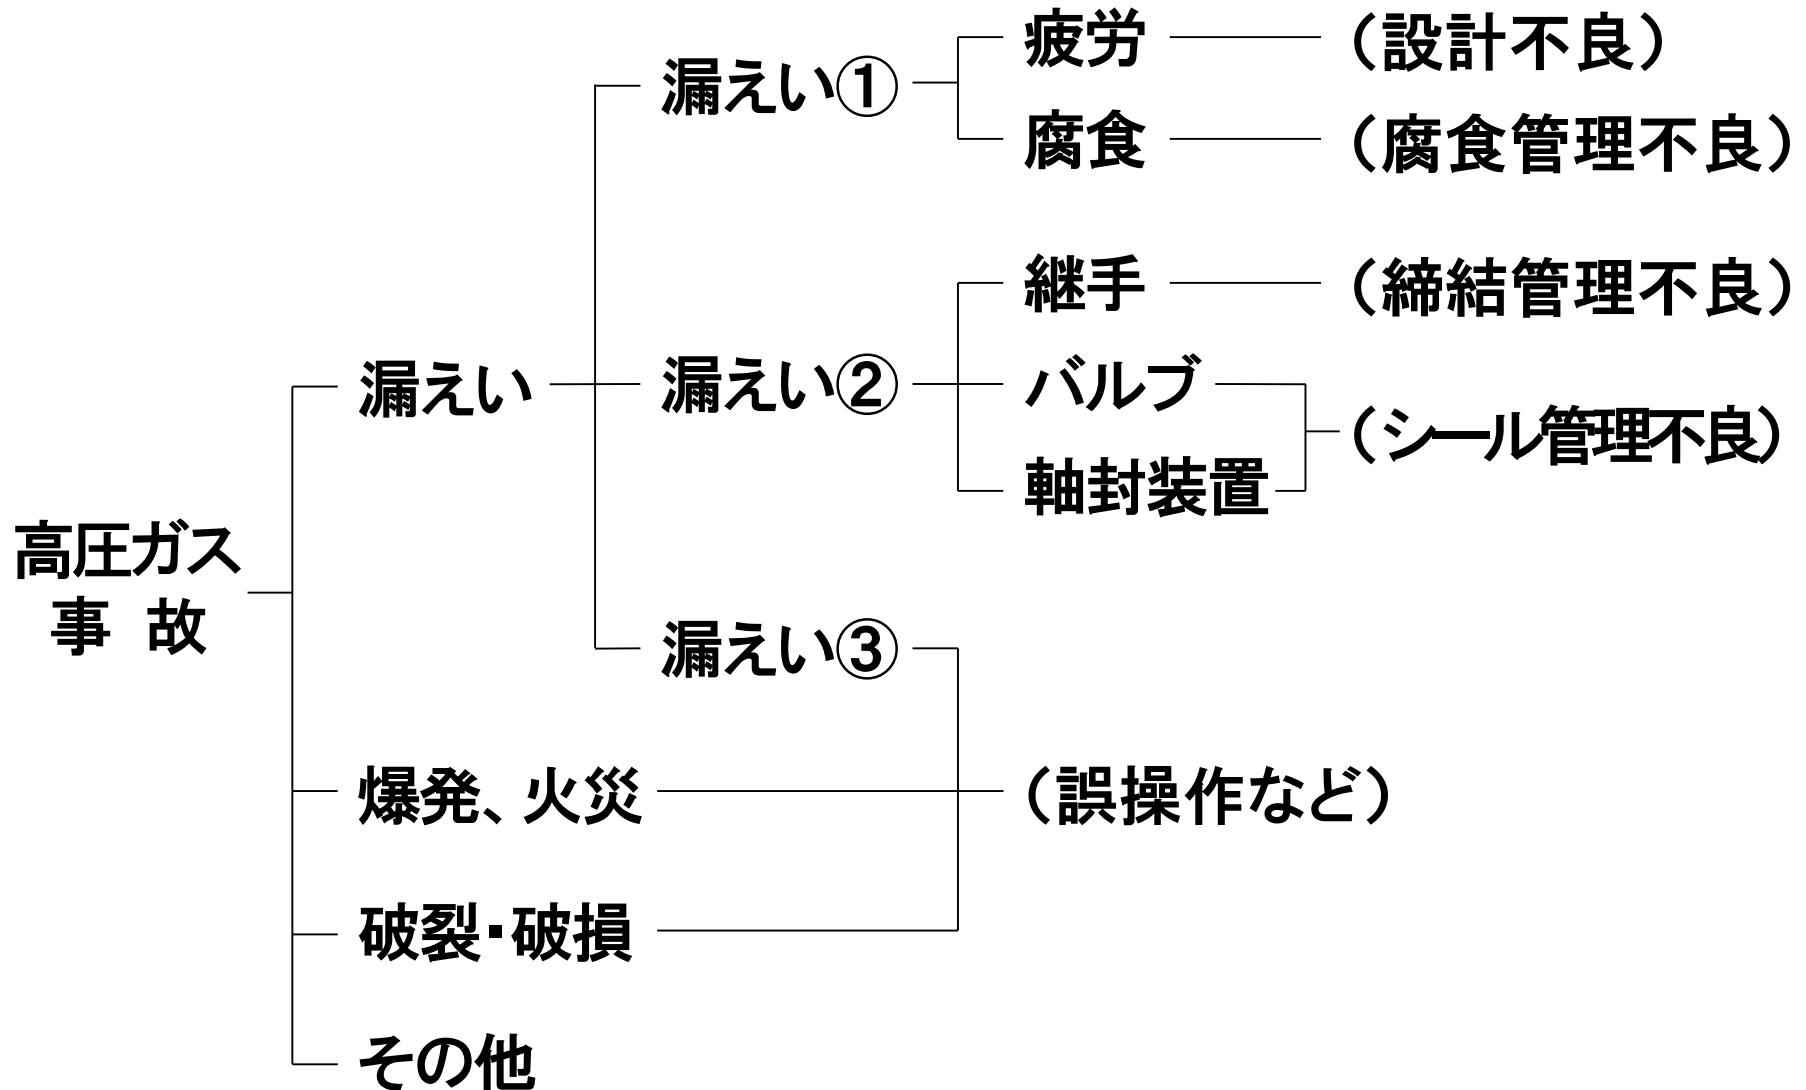 疲労
(設計不良)
漏えい①
腐食
(腐食管理不良)
継手
(締結管理不良)
漏えい
漏えい②
バルブ
(シール管理不良)
軸封装置
高圧ガス
事 故
漏えい③
爆発、火災
(誤操作など)
破裂・破損
その他